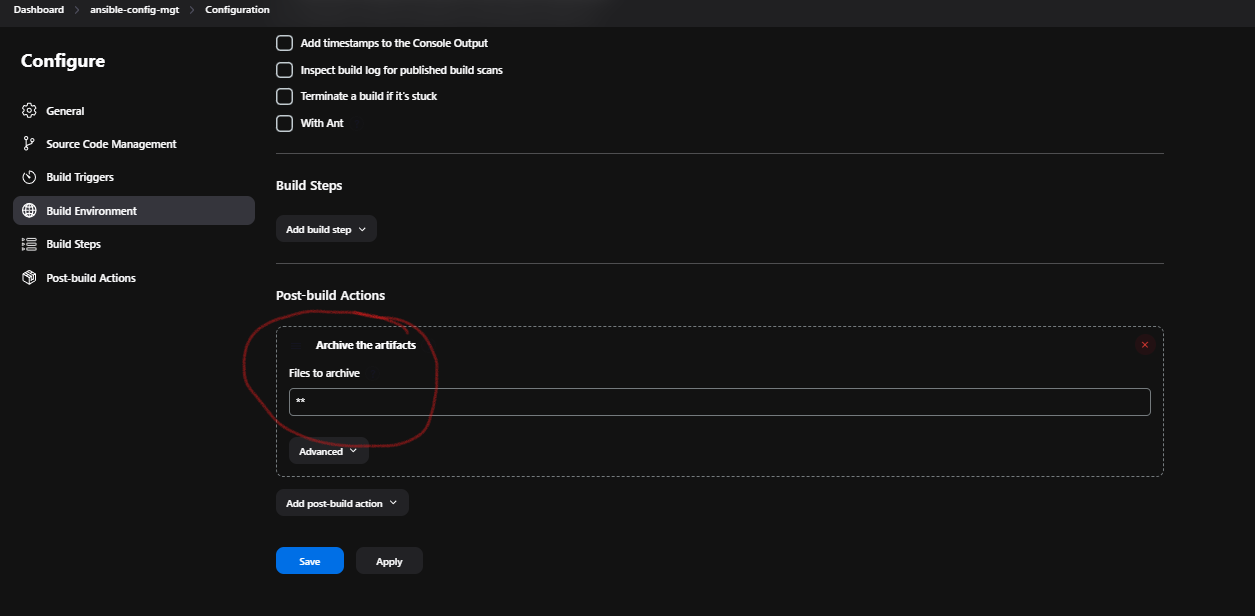 Dashboard > ansible-config-mgt > Configuration
Configure
General
Source Code Management
Build Triggers
Build Environment
Build Steps
Post-build Actions
Add timestamps to the Console Output
Inspect build log for published build scans
Terminate a build if it's stuck
With Ant
Build Steps
Add build step
Post-build Actions
Archive the artifacts
Files to archive
**
Advanced
Add post-build action
Save
Apply